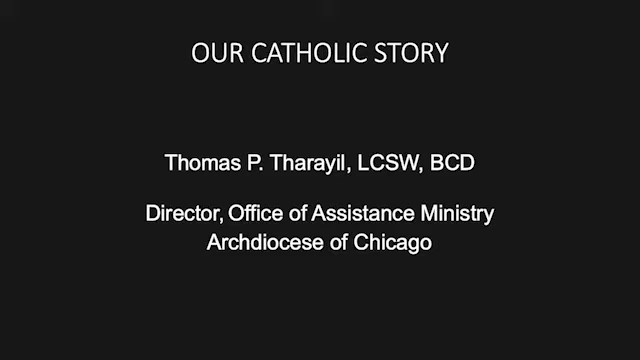 OUR CATHOLIC STORY
Thomas P. Tharayil, LCSW, BCD
Director, Office of Assistance Ministry
Archdiocese of Chicago